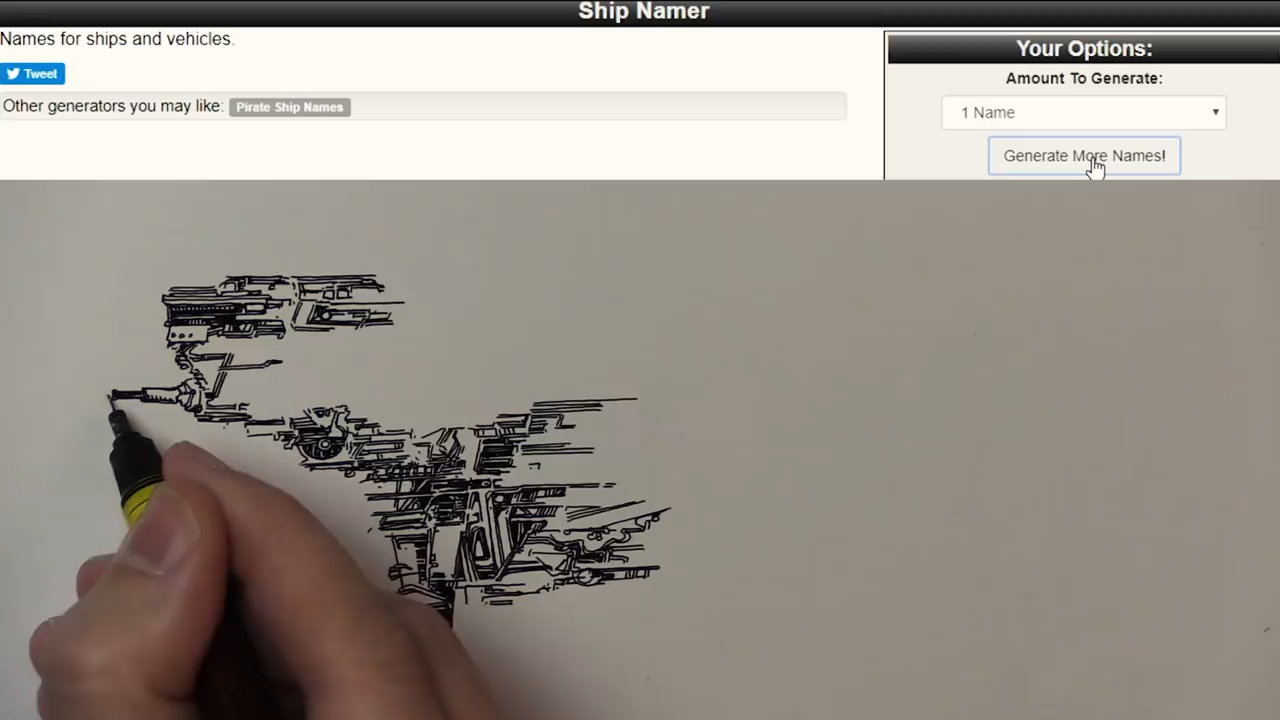 Ship Namer
Names for ships and vehicles.
Tweet
Other generators you may like: Pirate Ship Names
Your Options:
Amount To Generate:
1 Name
Generate More Names!